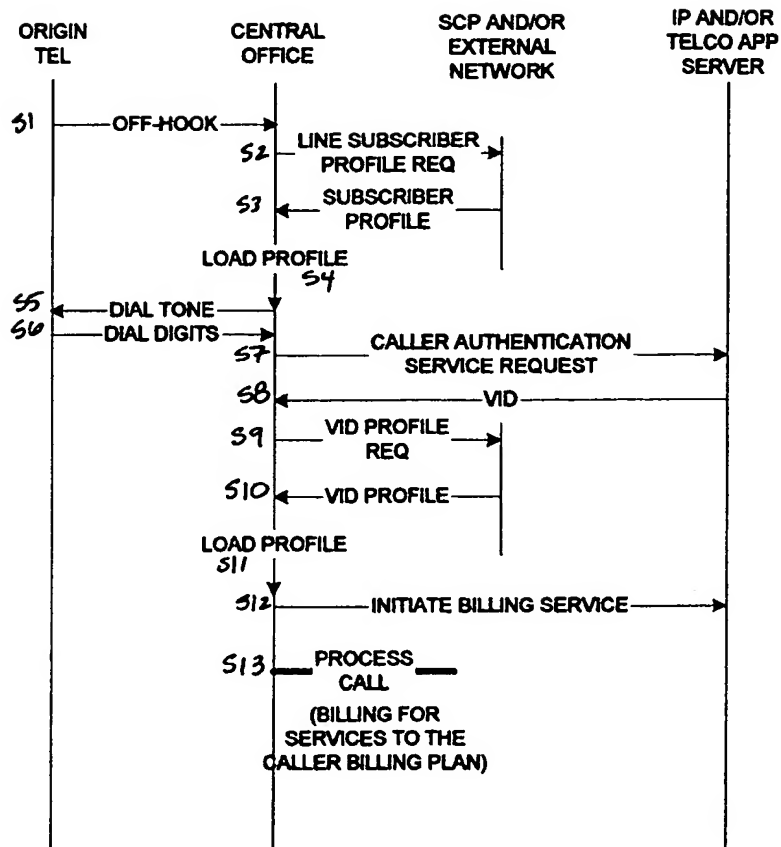 ORIGIN
TEL
CENTRAL
OFFICE
SCP AND/OR
EXTERNAL
NETWORK
IP AND/OR
TELCO APP
SERVER
S1 OFF-HOOK
S2 LINE SUBSCRIBER
PROFILE REQ
S3 SUBSCRIBER
PROFILE
LOAD PROFILE
S4
S5 DIAL TONE
S6 DIAL DIGITS
S7 CALLER AUTHENTICATION
SERVICE REQUEST
S8 VID
S9 VID PROFILE
REQ
S10 VID PROFILE
LOAD PROFILE
S11
S12 INITIATE BILLING SERVICE
S13 PROCESS
CALL
(BILLING FOR
SERVICES TO THE
CALLER BILLING PLAN)